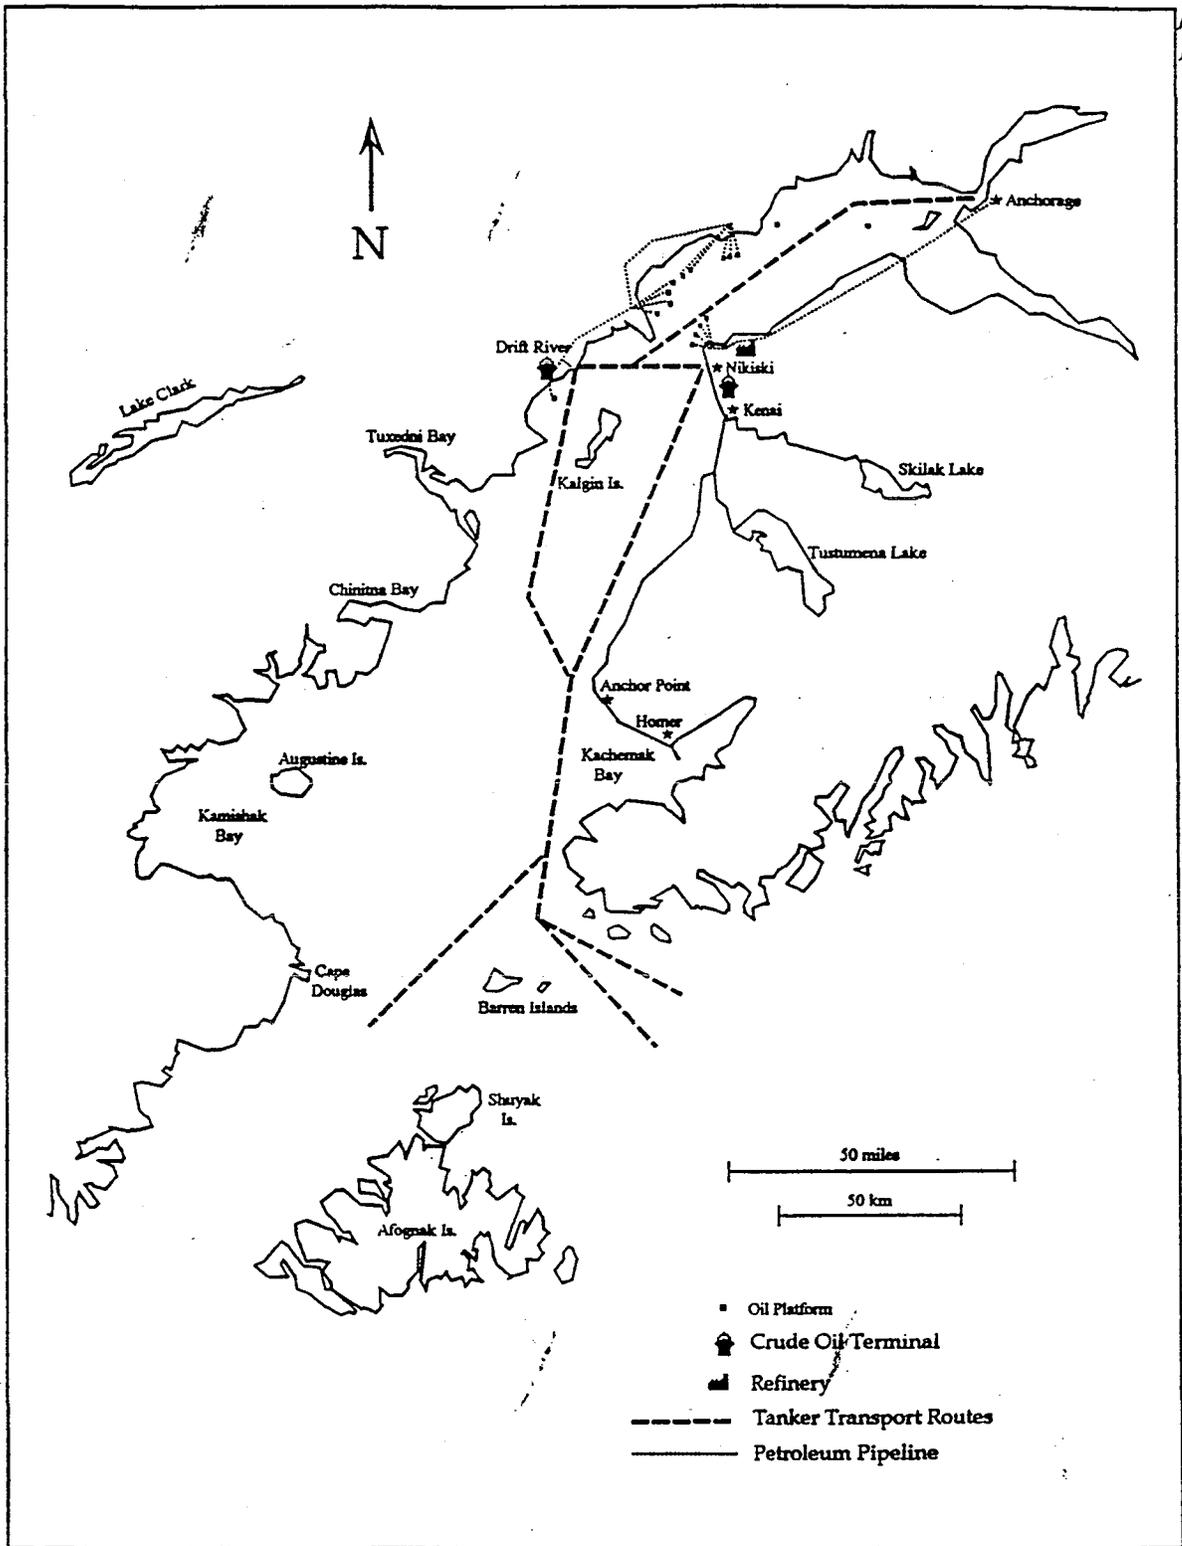 N
Anchorage
Drift River
Nikiski
Kenai
Lake Clark
Tuxedni Bay
Kalgin Is.
Skilak Lake
Tustumena Lake
Chinitna Bay
Anchor Point
Homer
Kachemak
Bay
Augustine Is.
Kamishak
Bay
Cape
Douglas
Barren Islands
Shuyak
Is.
Afognak Is.
50 miles
50 km
Oil Platform
Crude Oil Terminal
Refinery
Tanker Transport Routes
Petroleum Pipeline